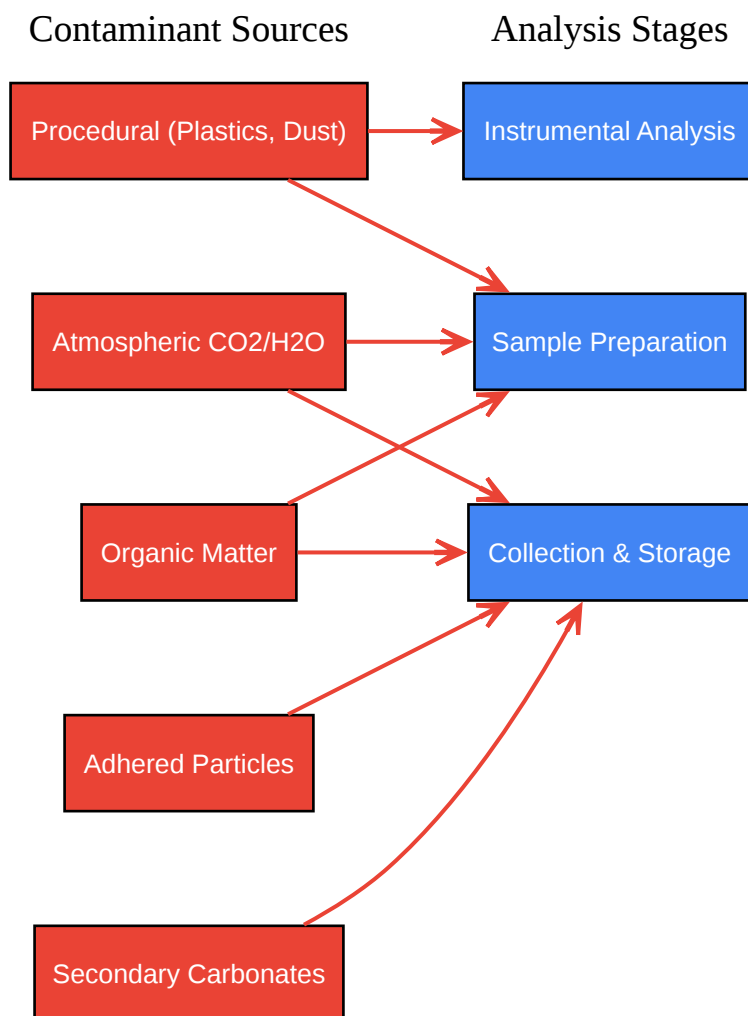 Contaminant Sources
Analysis Stages
Procedural (Plastics, Dust)
Instrumental Analysis
Atmospheric CO2/H2O
Sample Preparation
Organic Matter
Collection & Storage
Adhered Particles
Secondary Carbonates